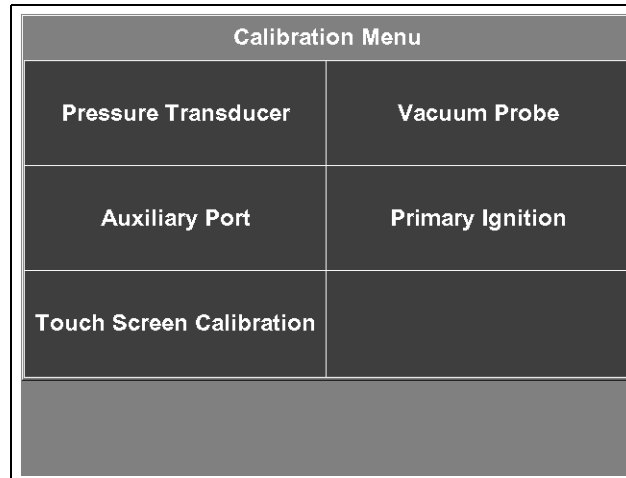 Calibration Menu
Pressure Transducer
Vacuum Probe
Auxiliary Port
Primary Ignition
Touch Screen Calibration